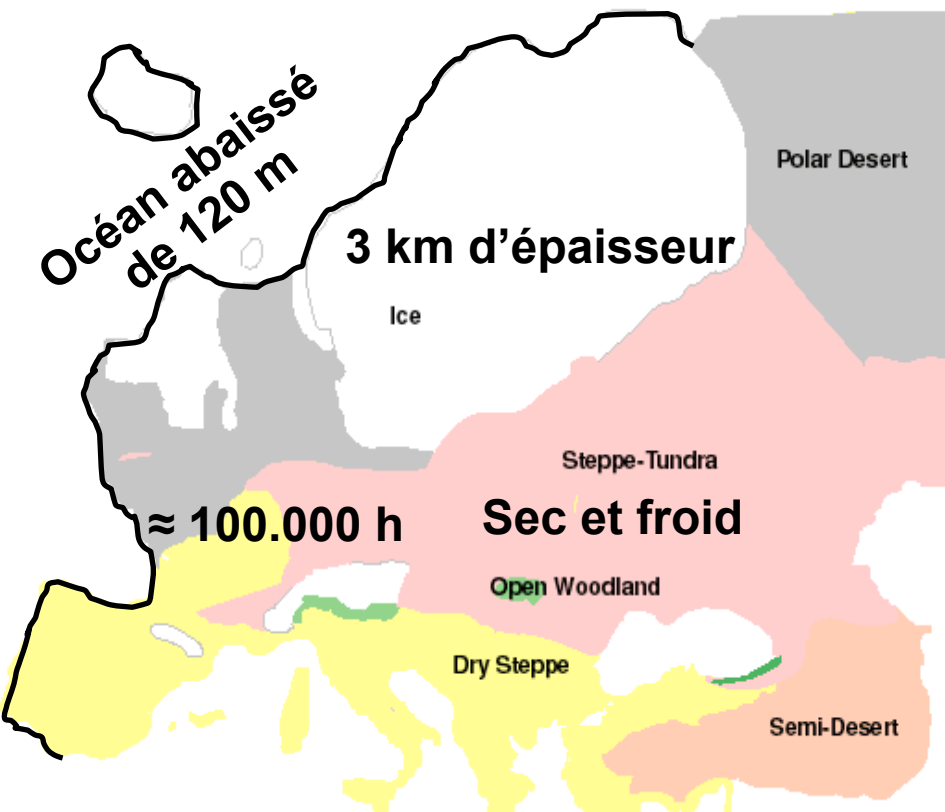 Océan abaissé
de 120 m
Polar Desert
3 km d’épaisseur
Ice
Steppe-Tundra
≈ 100.000 h
Sec et froid
Open Woodland
Dry Steppe
Semi-Desert